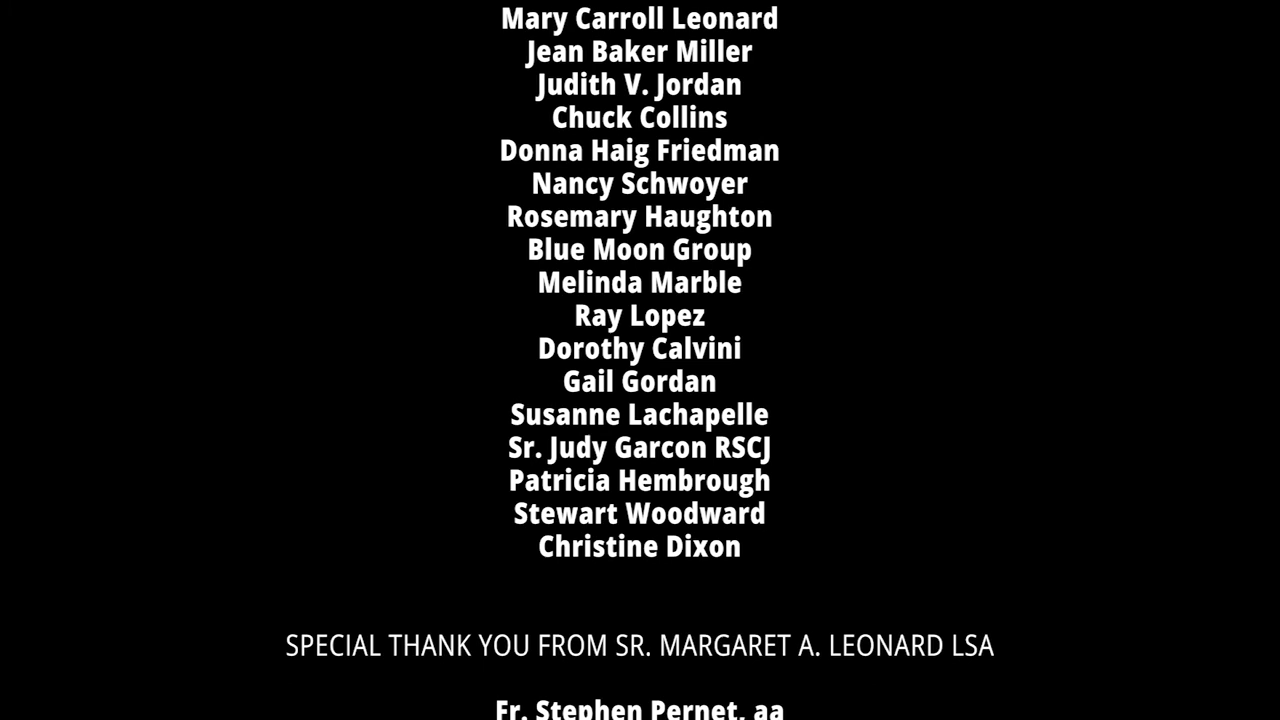 Mary Carroll Leonard
Jean Baker Miller
Judith V. Jordan
Chuck Collins
Donna Haig Friedman
Nancy Schwoyer
Rosemary Haughton
Blue Moon Group
Melinda Marble
Ray Lopez
Dorothy Calvini
Gail Gordan
Susanne Lachapelle
Sr. Judy Garcon RSCJ
Patricia Hembrough
Stewart Woodward
Christine Dixon
SPECIAL THANK YOU FROM SR. MARGARET A. LEONARD LSA
Fr. Stephen Pernet, aa